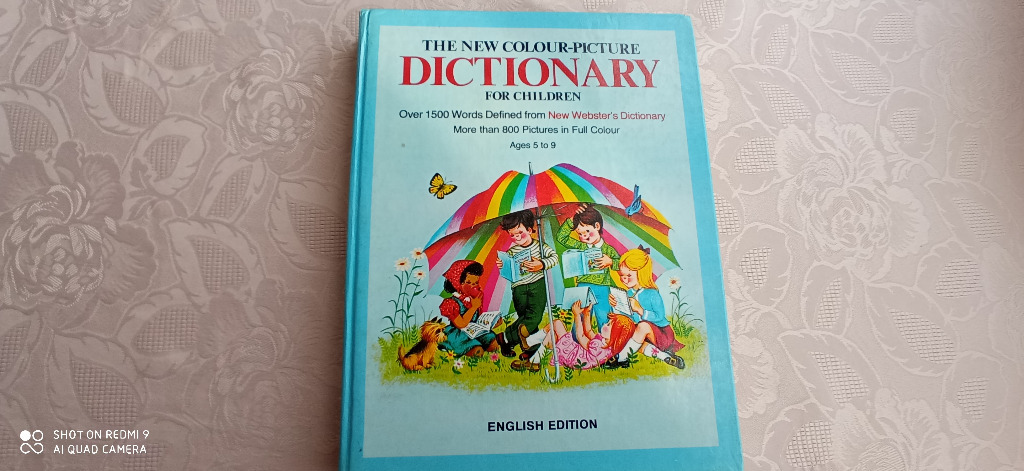 THE NEW COLOUR-PICTURE
DICTIONARY
FOR CHILDREN
Over 1500 Words Defined from New Webster's Dictionary
More than 800 Pictures in Full Colour
Ages 5 to 9
ENGLISH EDITION
SHOT ON REDMI 9
AI QUAD CAMERA